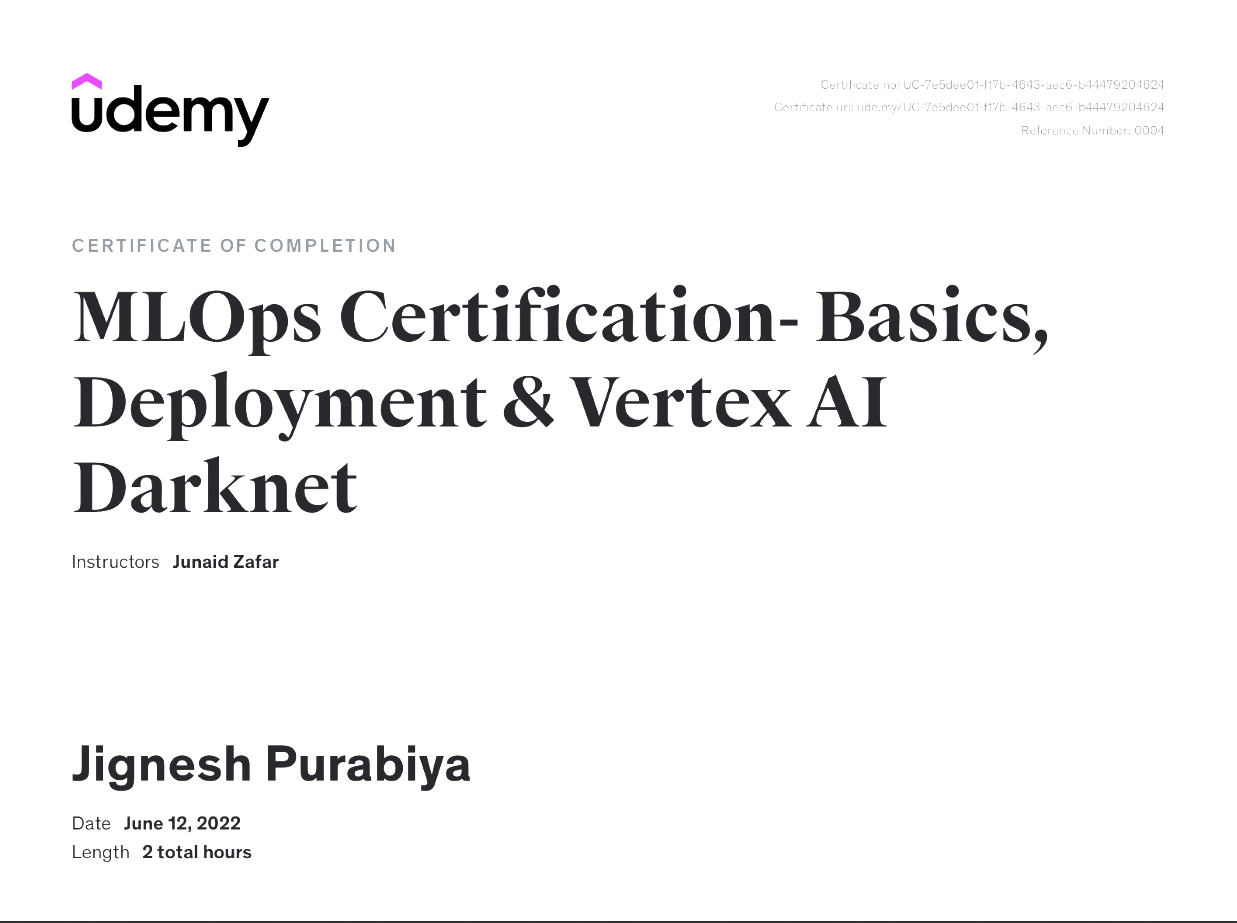 udemy
Certificate no: UC-7e5dee01-f17b-4643-aec6-b44479204624
Certificate url: ude.my/UC-7e5dee01-f17b-4643-aec6-b44479204624
Reference Number: 0004
CERTIFICATE OF COMPLETION
MLOps Certification- Basics,
Deployment & Vertex AI
Darknet
Instructors Junaid Zafar
Jignesh Purabiya
Date June 12, 2022
Length 2 total hours